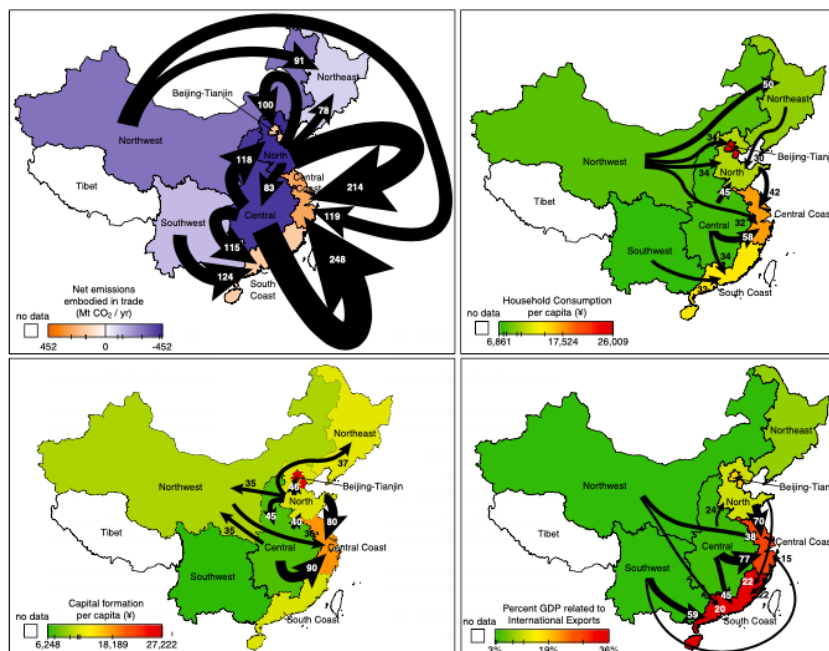 91
Northeast
Beijing-Tianjin
100
78
Northwest
118
North
Tibet
83
Central Coast
214
Southwest
Central
119
115
248
124
South Coast
Net emissions
embodied in trade
(Mt CO₂ / yr)
no data
452 0 -452
50
Northeast
34
Beijing-Tianjin
30
Northwest
34
North
45
42
Tibet
Central Coast
32
Central
58
Southwest
34
33
South Coast
Household Consumption
per capita (¥)
no data
6,861 17,524 26,009
Northeast
37
Northwest
35
46
Beijing-Tianjin
North
45
40
80
Tibet
35
Central
Central Coast
90
Southwest
South Coast
Capital formation
per capita (¥)
no data
6,248 18,189 27,222
Northeast
Northwest
Beijing-Tianj
North
24
70
Tibet
38
Central Coast
Central
77
15
Southwest
22
45
22
59
20
South Coast
Percent GDP related to
International Exports
no data
3% 19% 36%